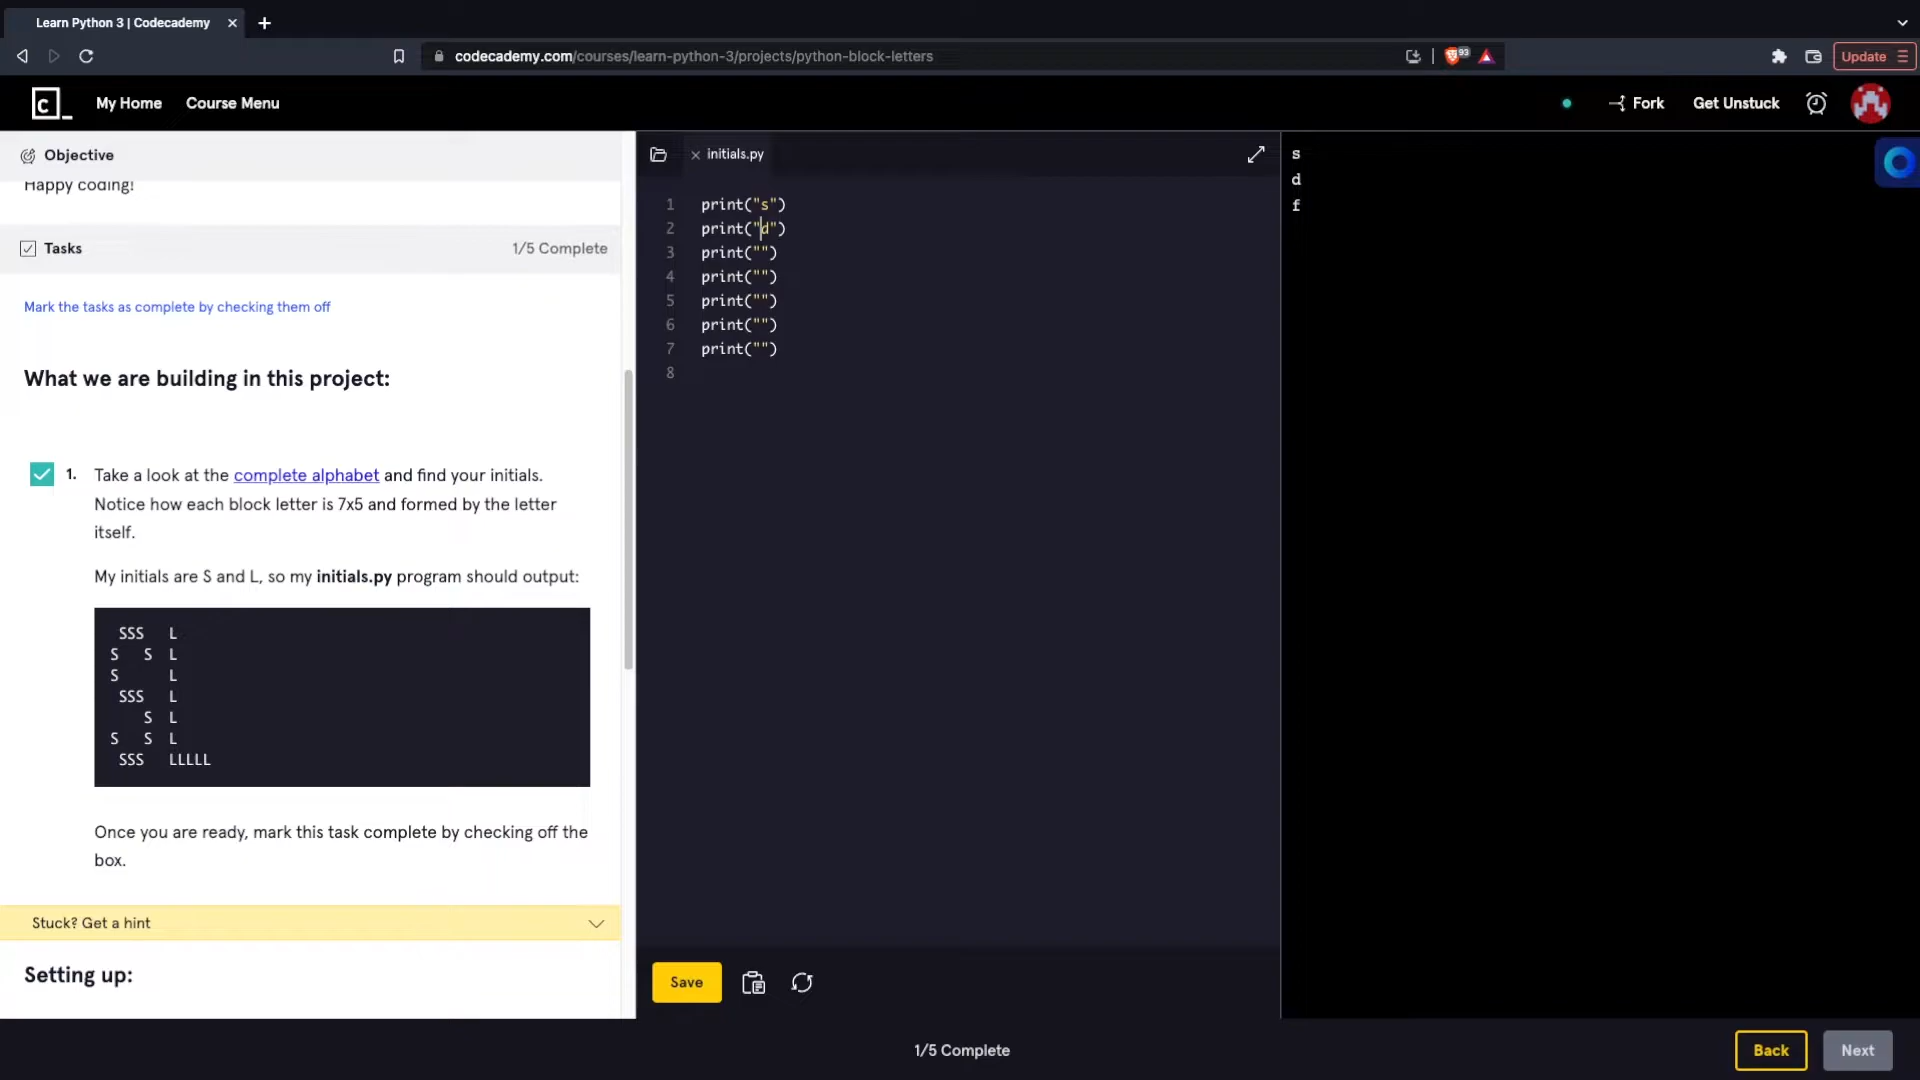 Learn Python 3 | Codecademy
codecademy.com/courses/learn-python-3/projects/python-block-letters
93
Update
c
My Home
Course Menu
Fork
Get Unstuck
Objective
Happy coding!
Tasks
1/5 Complete
Mark the tasks as complete by checking them off
What we are building in this project:
1. Take a look at the complete alphabet and find your initials.
Notice how each block letter is 7x5 and formed by the letter
itself.
My initials are S and L, so my initials.py program should output:
 SSS   L
S   S  L
S      L
 SSS   L
    S  L
S   S  L
 SSS   LLLLL
Once you are ready, mark this task complete by checking off the
box.
Stuck? Get a hint
Setting up:
initials.py
1 print("s")
2 print("d")
3 print("")
4 print("")
5 print("")
6 print("")
7 print("")
8
Save
s
d
f
1/5 Complete
Back
Next